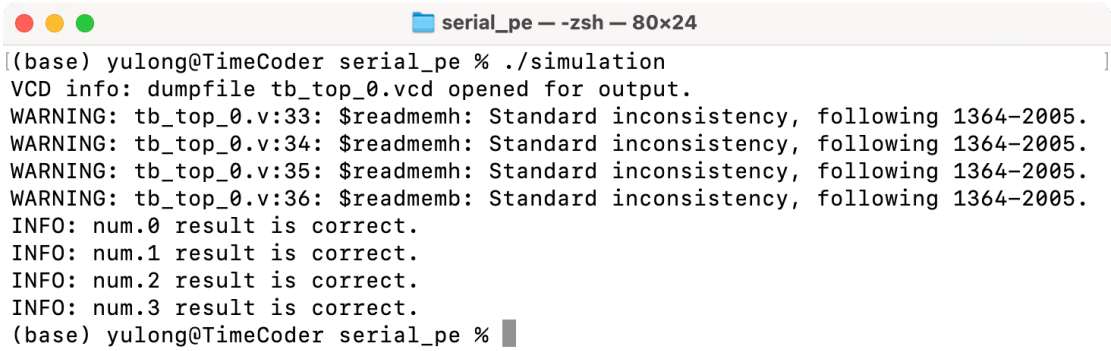 serial_pe — -zsh — 80×24
(base) yulong@TimeCoder serial_pe % ./simulation
VCD info: dumpfile tb_top_0.vcd opened for output.
WARNING: tb_top_0.v:33: $readmemh: Standard inconsistency, following 1364-2005.
WARNING: tb_top_0.v:34: $readmemh: Standard inconsistency, following 1364-2005.
WARNING: tb_top_0.v:35: $readmemh: Standard inconsistency, following 1364-2005.
WARNING: tb_top_0.v:36: $readmemb: Standard inconsistency, following 1364-2005.
INFO: num.0 result is correct.
INFO: num.1 result is correct.
INFO: num.2 result is correct.
INFO: num.3 result is correct.
(base) yulong@TimeCoder serial_pe %